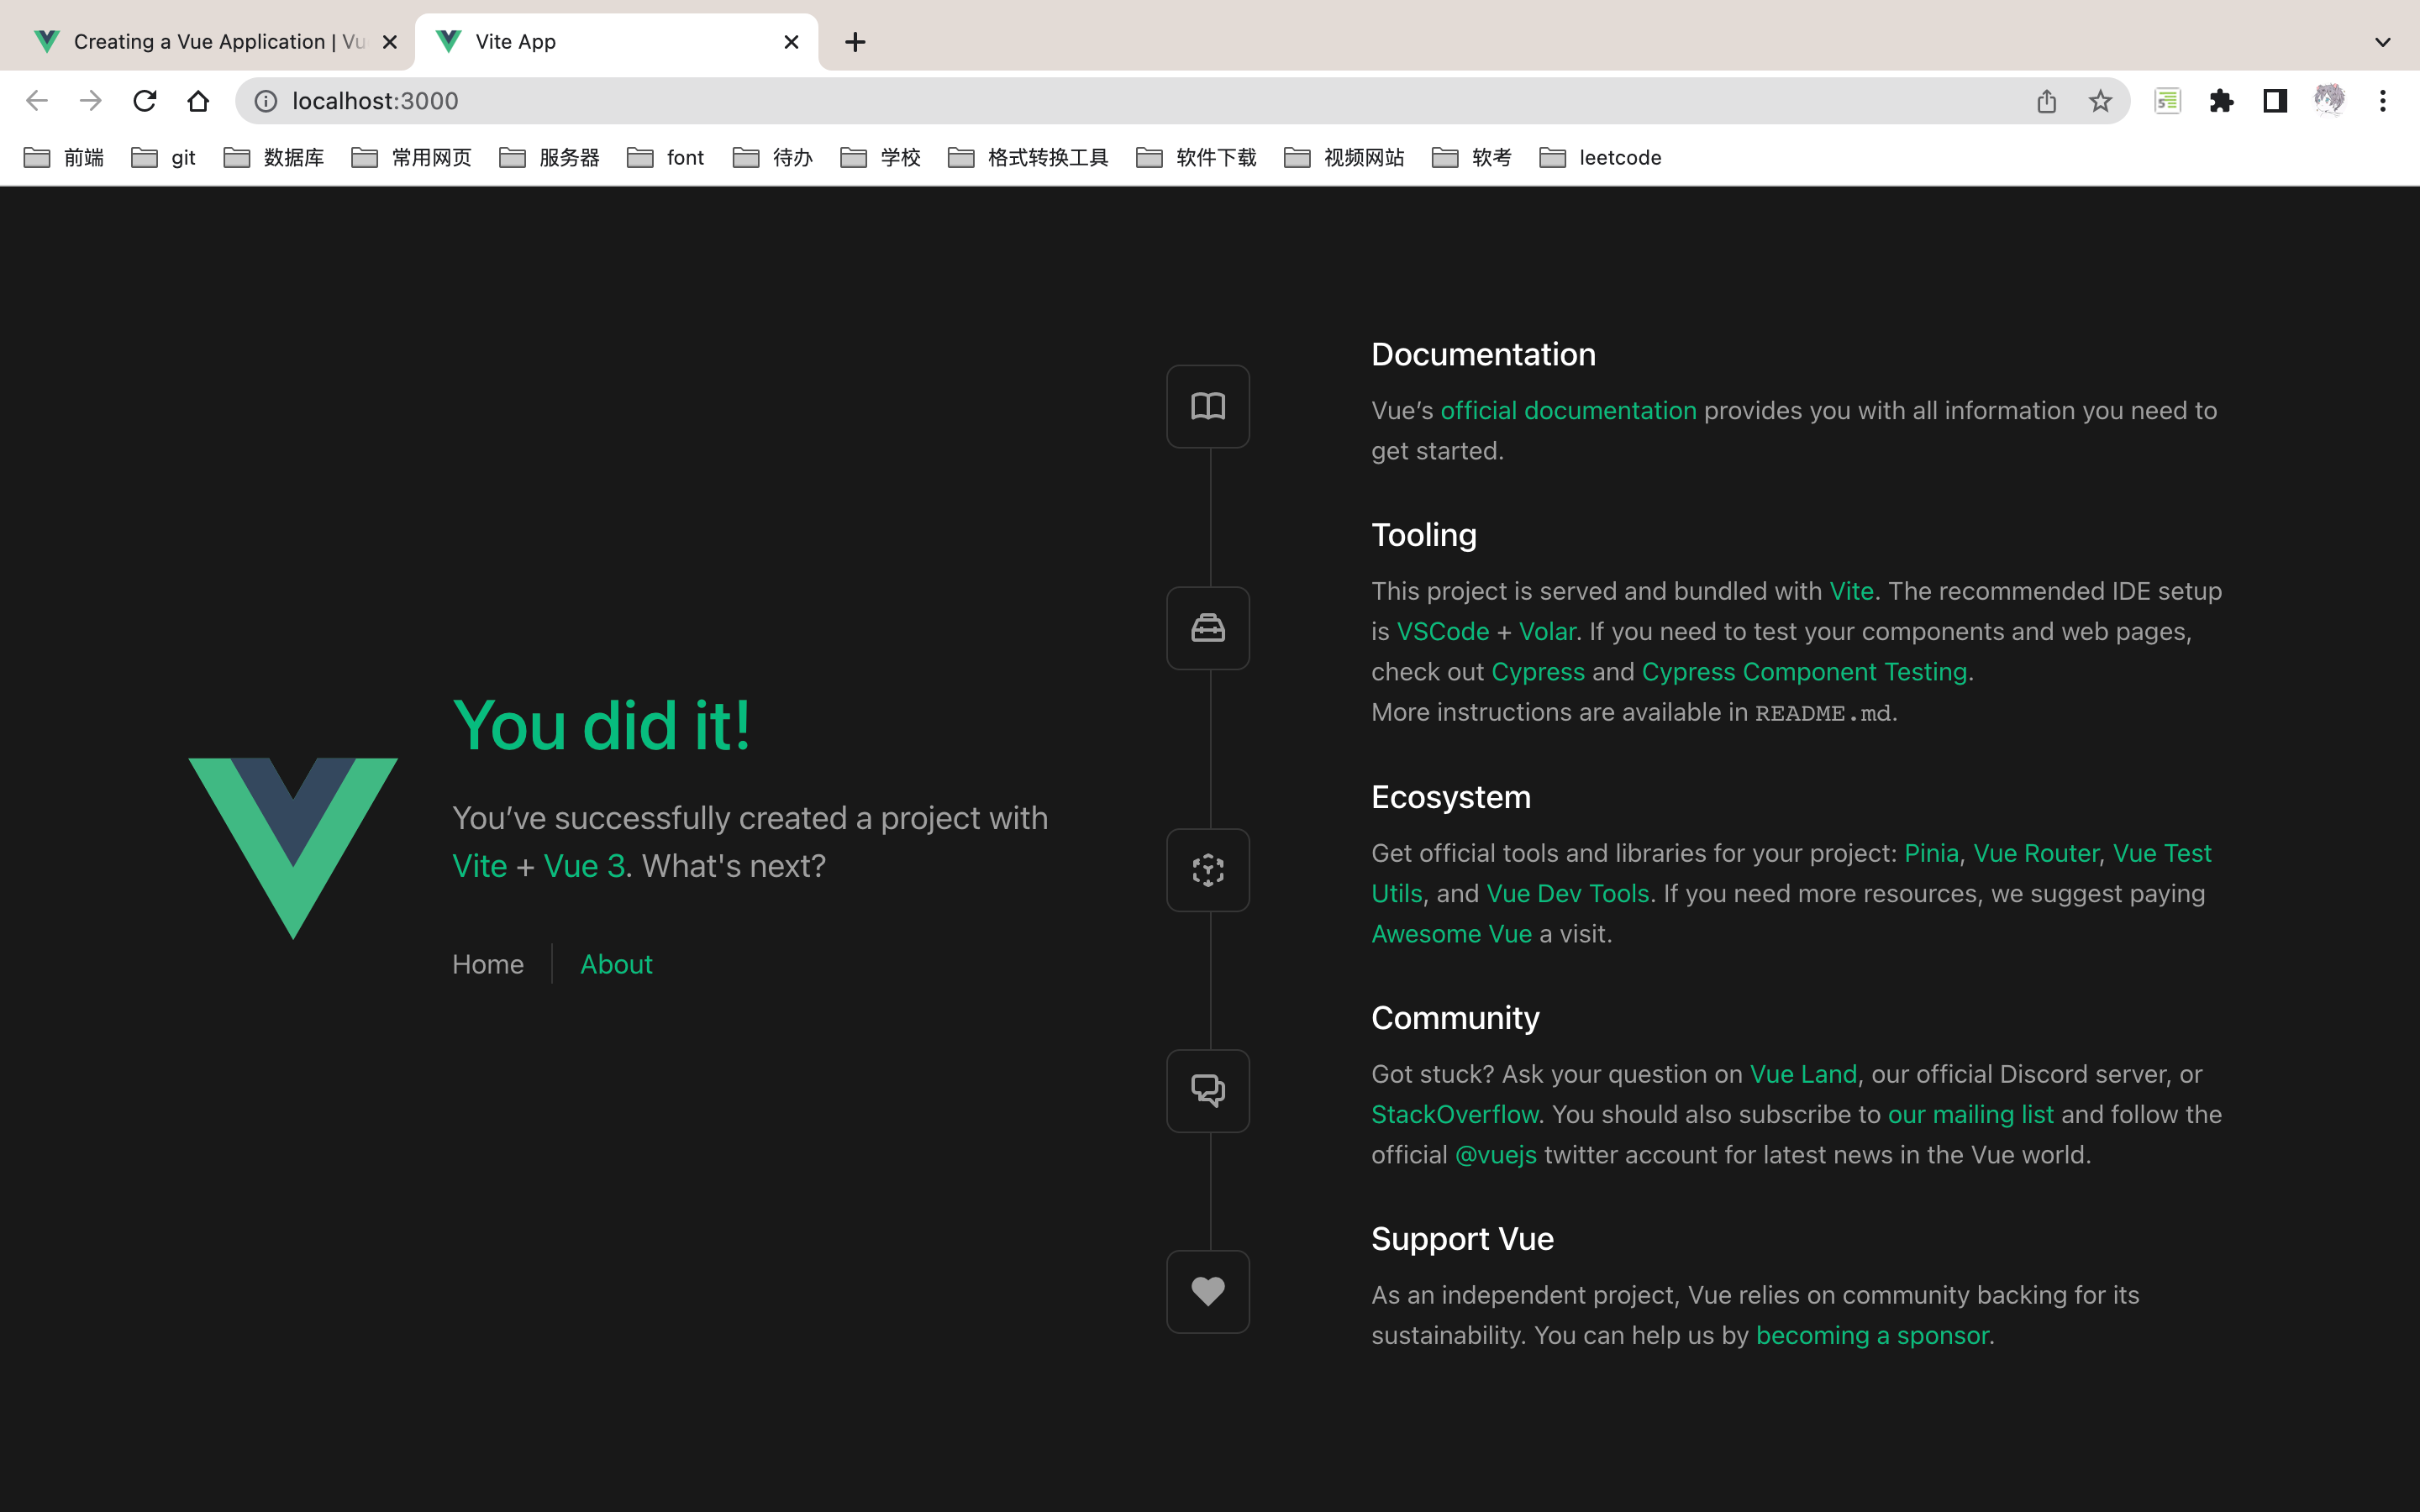 Creating a Vue Application | Vu
Vite App
localhost:3000
前端 git 数据库 常用网页 服务器 font 待办 学校 格式转换工具 软件下载 视频网站 软考 leetcode
You did it!
You’ve successfully created a project with
Vite + Vue 3. What's next?
Home
About
Documentation
Vue’s official documentation provides you with all information you need to
get started.
Tooling
This project is served and bundled with Vite. The recommended IDE setup
is VSCode + Volar. If you need to test your components and web pages,
check out Cypress and Cypress Component Testing.
More instructions are available in README.md.
Ecosystem
Get official tools and libraries for your project: Pinia, Vue Router, Vue Test
Utils, and Vue Dev Tools. If you need more resources, we suggest paying
Awesome Vue a visit.
Community
Got stuck? Ask your question on Vue Land, our official Discord server, or
StackOverflow. You should also subscribe to our mailing list and follow the
official @vuejs twitter account for latest news in the Vue world.
Support Vue
As an independent project, Vue relies on community backing for its
sustainability. You can help us by becoming a sponsor.